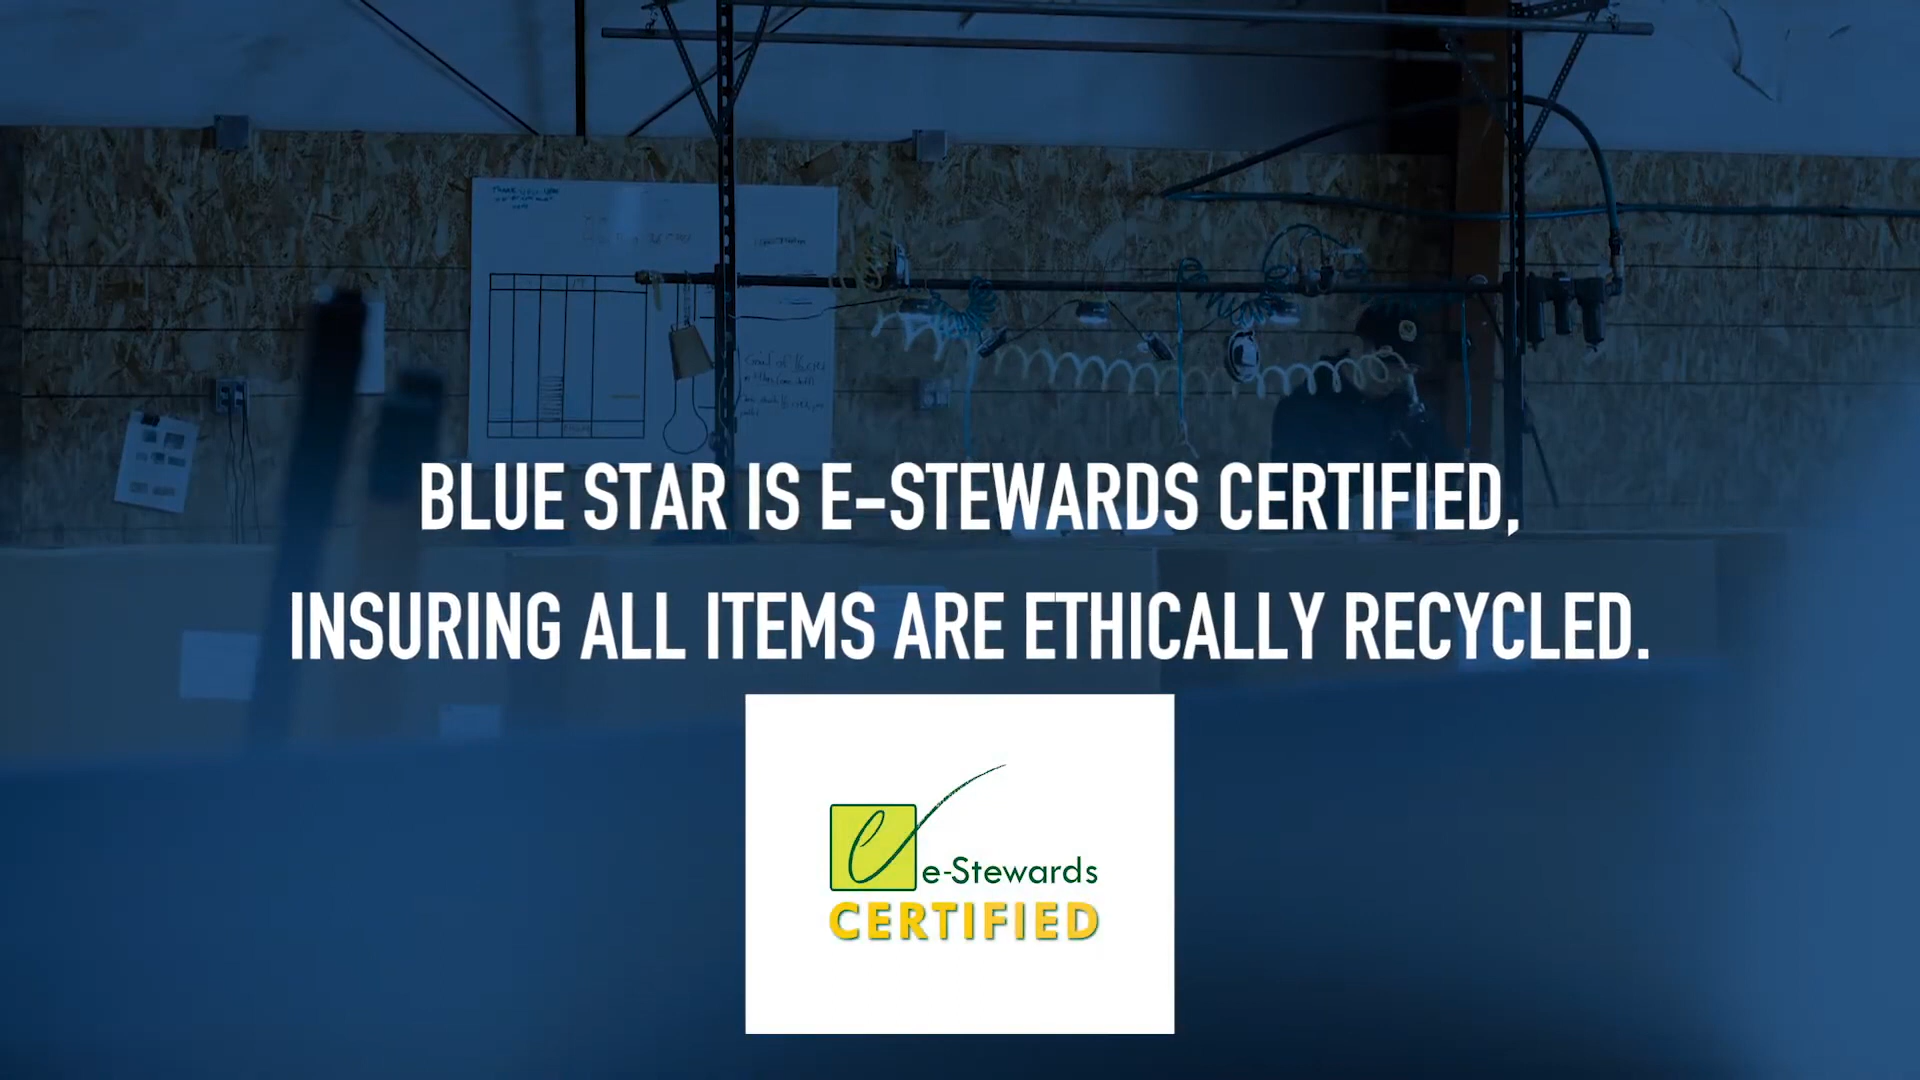 BLUE STAR IS E-STEWARDS CERTIFIED,
INSURING ALL ITEMS ARE ETHICALLY RECYCLED.
e-Stewards
CERTIFIED